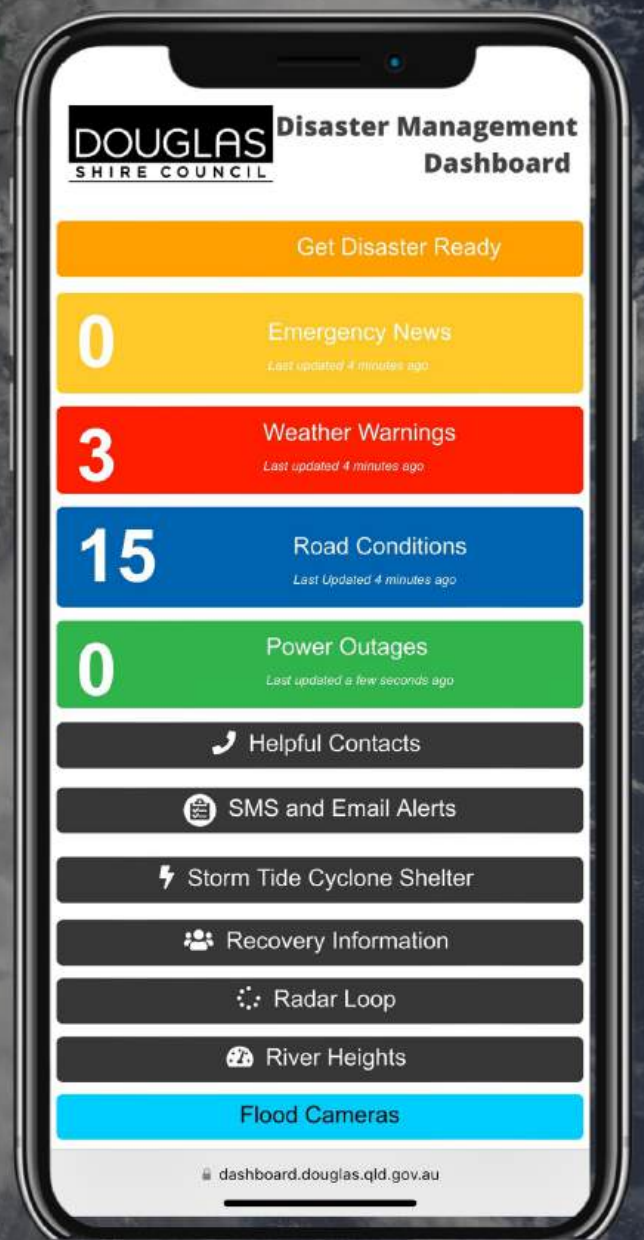 DOUGLAS
SHIRE COUNCIL
Disaster Management
Dashboard
Get Disaster Ready
0
Emergency News
Last updated 4 minutes ago
3
Weather Warnings
Last updated 4 minutes ago
15
Road Conditions
Last Updated 4 minutes ago
0
Power Outages
Last updated a few seconds ago
Helpful Contacts
SMS and Email Alerts
Storm Tide Cyclone Shelter
Recovery Information
Radar Loop
River Heights
Flood Cameras
dashboard.douglas.qld.gov.au